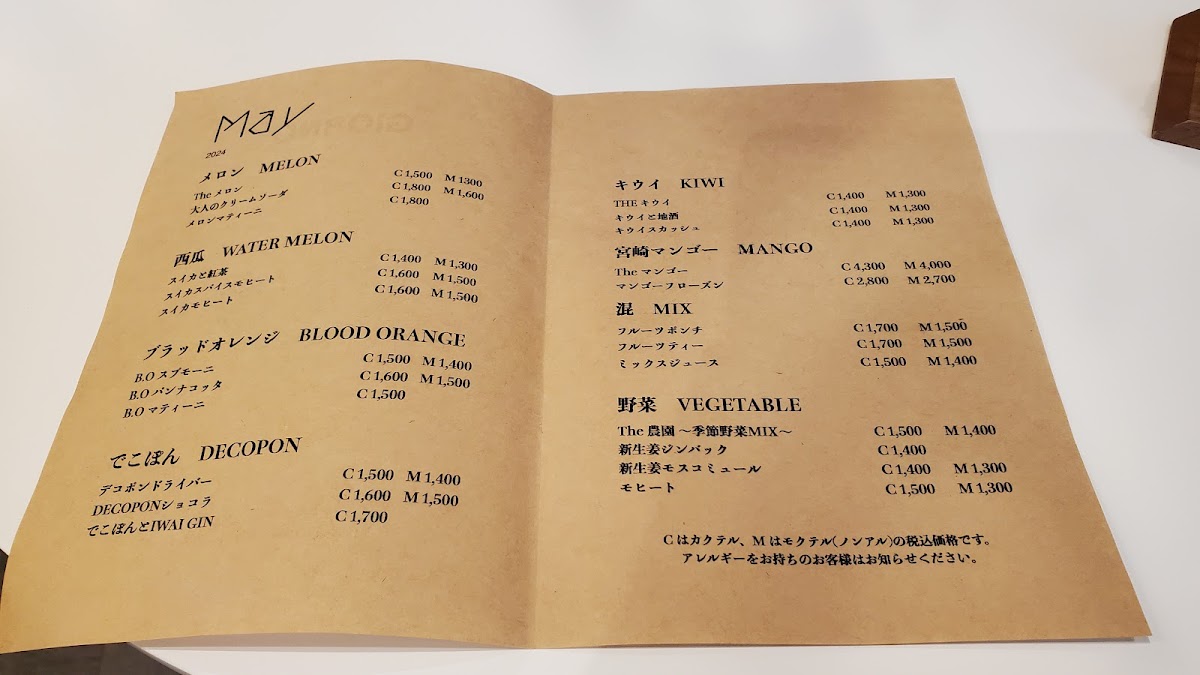 May
2024
メロン MELON
The メロン C 1,500 M 1300
大人のクリームソーダ C 1,800 M 1,600
メロンマティーニ C 1,800
西瓜 WATER MELON
スイカと紅茶 C 1,400 M 1,300
スイカスパイスモヒート C 1,600 M 1,500
スイカモヒート C 1,600 M 1,500
ブラッドオレンジ BLOOD ORANGE
B.O スプモーニ C 1,500 M 1,400
B.O パンナコッタ C 1,600 M 1,500
B.O マティーニ C 1,500
でこぽん DECOPON
デコポンドライバー C 1,500 M 1,400
DECOPONショコラ C 1,600 M 1,500
でこぽんとIWAI GIN C 1,700
キウイ KIWI
THE キウイ C 1,400 M 1,300
キウイと地酒 C 1,400 M 1,300
キウイスカッシュ C 1,400 M 1,300
宮崎マンゴー MANGO
The マンゴー C 4,300 M 4,000
マンゴーフローズン C 2,800 M 2,700
混 MIX
フルーツポンチ C 1,700 M 1,500
フルーツティー C 1,700 M 1,500
ミックスジュース C 1,500 M 1,400
野菜 VEGETABLE
The 農園 ～季節野菜MIX～ C 1,500 M 1,400
新生姜ジンバック C 1,400
新生姜モスコミュール C 1,400 M 1,300
モヒート C 1,500 M 1,300
C はカクテル、M はモクテル(ノンアル)の税込価格です。
アレルギーをお持ちのお客様はお知らせください。